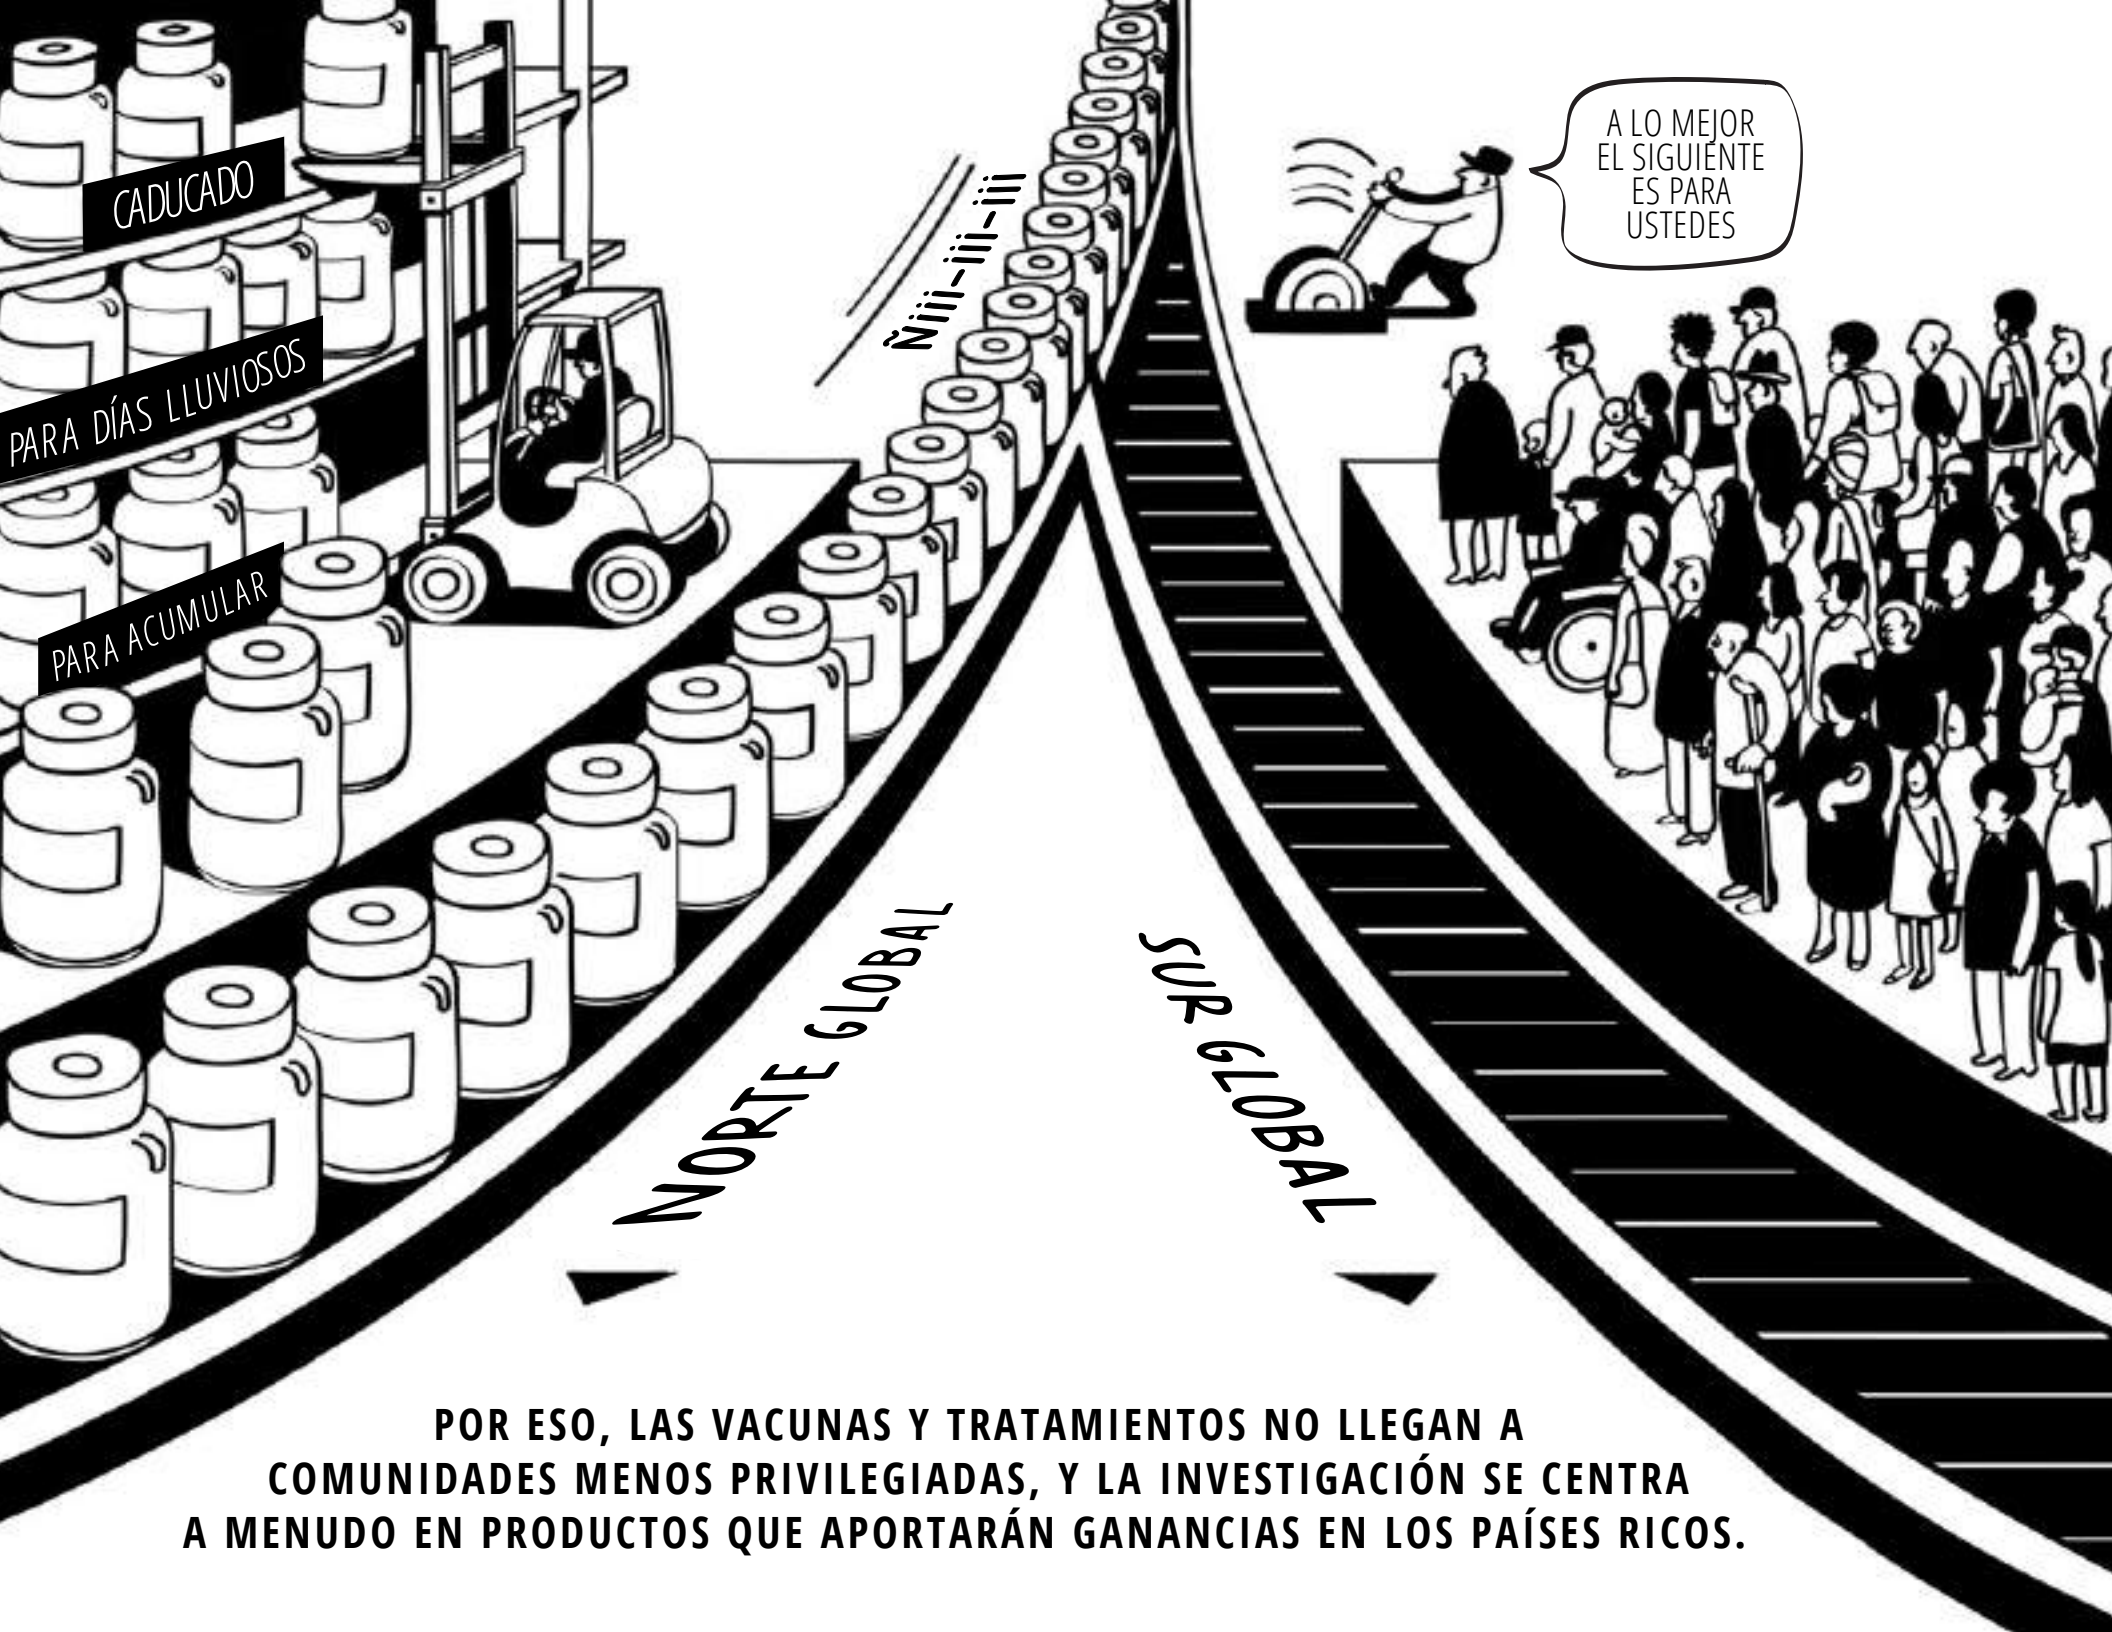 CADUCADO
PARA DÍAS LLUVIOSOS
PARA ACUMULAR
Ñiii-iii-iii
A LO MEJOR
EL SIGUIENTE
ES PARA
USTEDES
NORTE GLOBAL
SUR GLOBAL
POR ESO, LAS VACUNAS Y TRATAMIENTOS NO LLEGAN A
COMUNIDADES MENOS PRIVILEGIADAS, Y LA INVESTIGACIÓN SE CENTRA
A MENUDO EN PRODUCTOS QUE APORTARÁN GANANCIAS EN LOS PAÍSES RICOS.